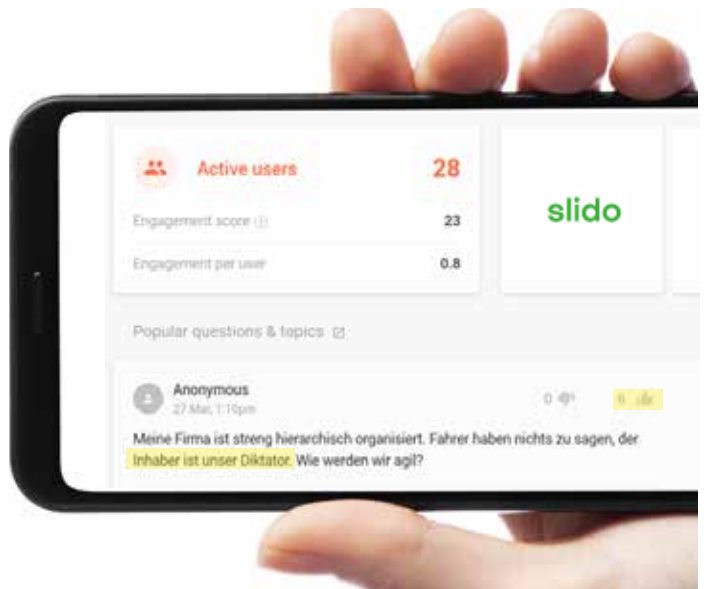 Active users 28
slido
Engagement score 23
Engagement per user 0.8
Popular questions & topics
Anonymous
27 Mar, 1:10pm
0 6
Meine Firma ist streng hierarchisch organisiert. Fahrer haben nichts zu sagen, der
Inhaber ist unser Diktator. Wie werden wir agil?